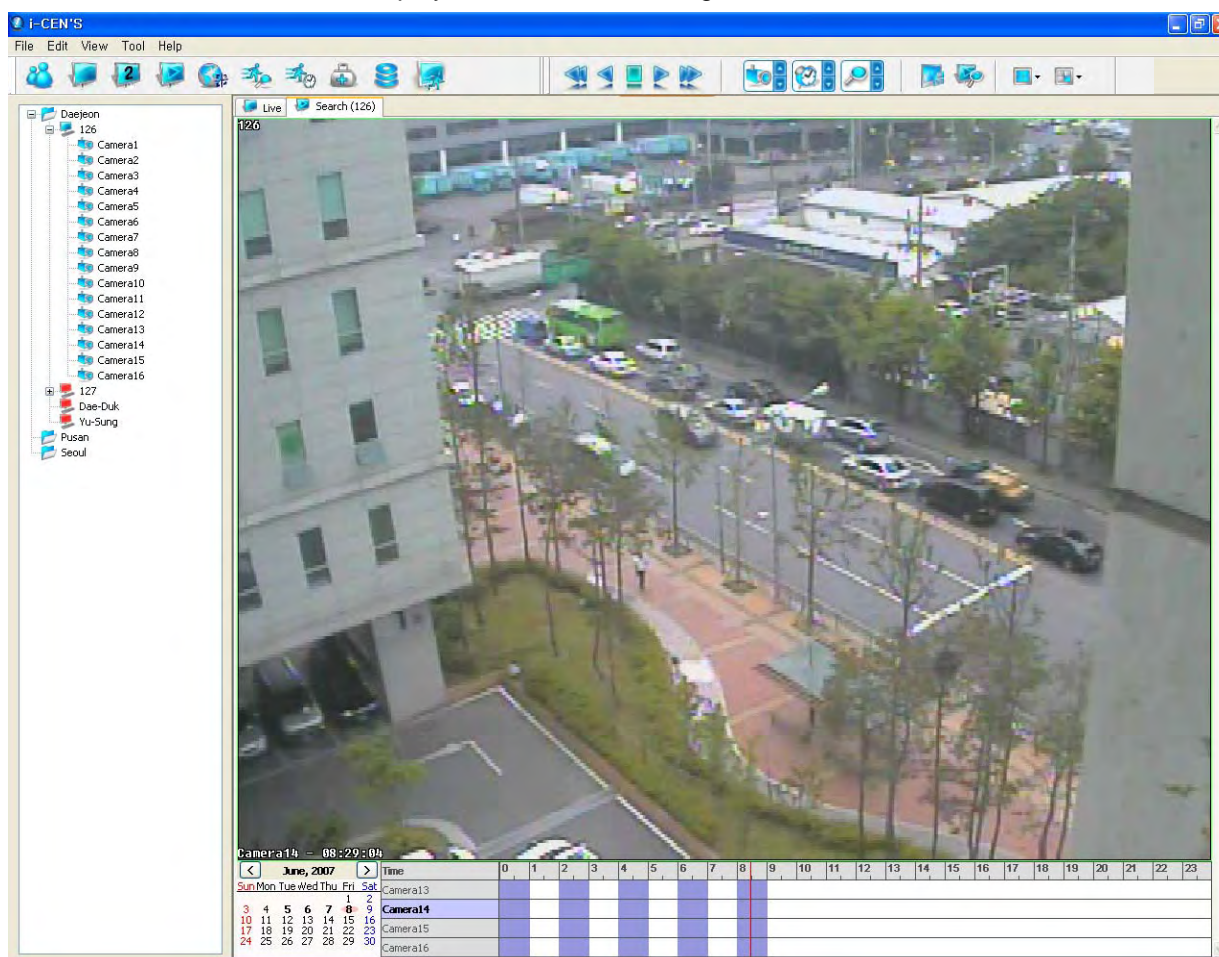 i-CEN'S
File Edit View Tool Help
2
Live Search (126)
Daejeon
126
Camera1
Camera2
Camera3
Camera4
Camera5
Camera6
Camera7
Camera8
Camera9
Camera10
Camera11
Camera12
Camera13
Camera14
Camera15
Camera16
127
Dae-Duk
Yu-Sung
Pusan
Seoul
126
Camera14 - 08:29:04
June, 2007
Sun Mon Tue Wed Thu Fri Sat
1 2
3 4 5 6 7 8 9
10 11 12 13 14 15 16
17 18 19 20 21 22 23
24 25 26 27 28 29 30
Time 0 1 2 3 4 5 6 7 8 9 10 11 12 13 14 15 16 17 18 19 20 21 22 23
Camera13
Camera14
Camera15
Camera16